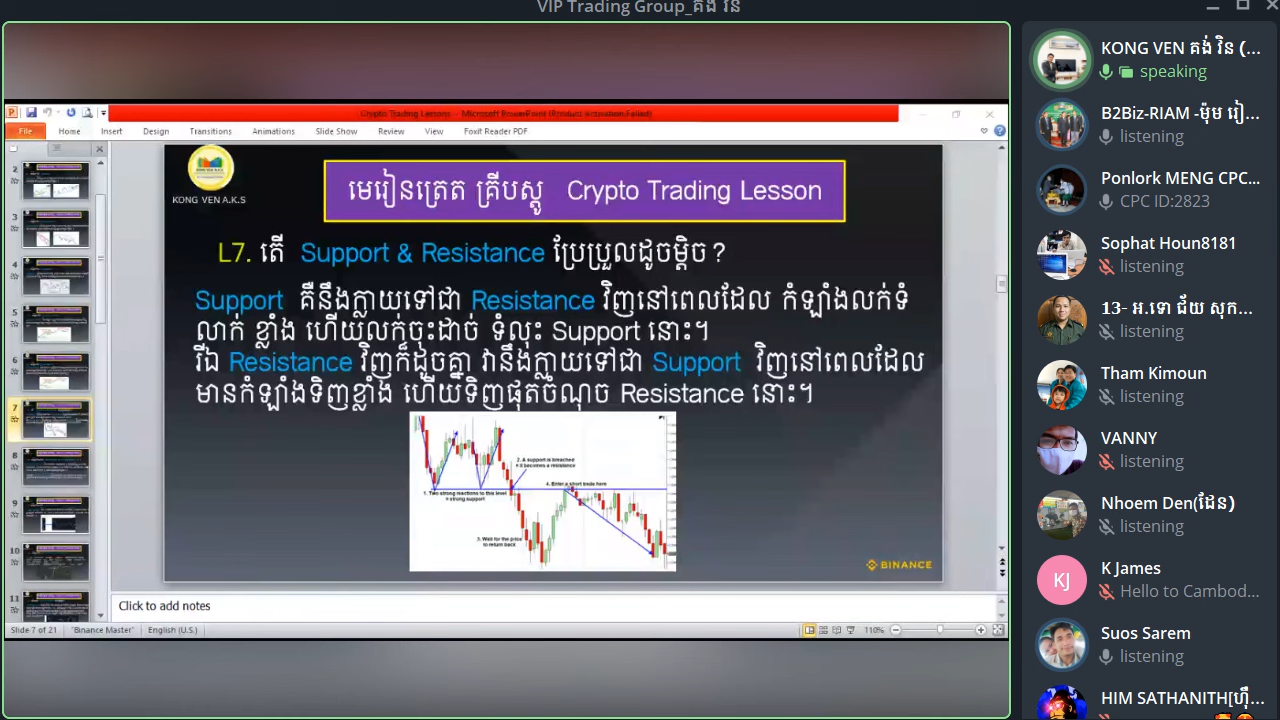 VIP Trading Group_គង់ វិន
Crypto Trading Lessons - Microsoft PowerPoint (Product Activation Failed)
File Home Insert Design Transitions Animations Slide Show Review View Foxit Reader PDF
KONG VEN A.K.S
មេរៀនត្រេត គ្រីបស្តូ Crypto Trading Lesson
L7. តើ Support & Resistance ប្រែប្រួលដូចម្តិច?
Support គឺនឹងក្លាយទៅជា Resistance វិញនៅពេលដែល កំឡាំងលក់ទំ
លាក់ ខ្លាំង ហើយលក់ចុះដាច់ ទំលុះ Support នោះ។
រីឯ Resistance វិញក៏ដូចគ្នា វានឹងក្លាយទៅជា Support វិញនៅពេលដែល
មានកំឡាំងទិញខ្លាំង ហើយទិញផុតចំណុច Resistance នោះ។
2. A support is breached
= it becomes a resistance
1. Two strong reactions to this level
= strong support
4. Enter a short trade here
3. Wait for the price
to return back
BINANCE
2
3
4
5
6
7
8
9
10
11
Click to add notes
Slide 7 of 21 "Binance Master" English (U.S.) 110%
KONG VEN គង់ វិន (...
speaking
B2Biz-RIAM - ម៉ុម រៀ...
listening
Ponlork MENG CPC...
CPC ID:2823
Sophat Houn8181
listening
13- អ.ទោ ជ័យ សុក...
listening
Tham Kimoun
listening
VANNY
listening
Nhoem Den(ដែន)
listening
KJ
K James
Hello to Cambod...
Suos Sarem
listening
HIM SATHANITH[ហ៊ឹ...